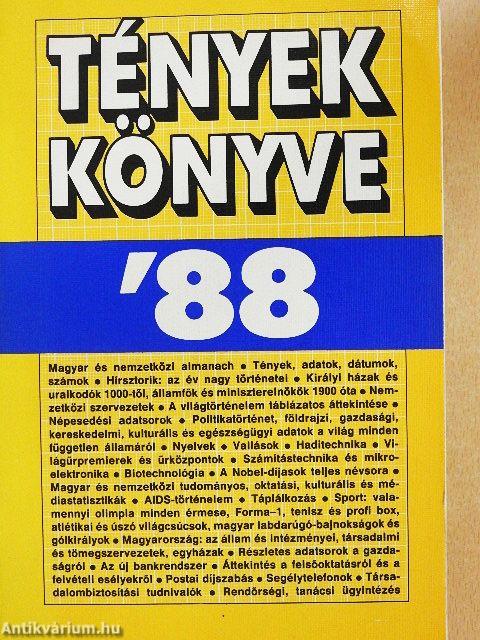 TÉNYEK
KÖNYVE
'88
Magyar és nemzetközi almanach • Tények, adatok, dátumok,
számok • Hírsztorik: az év nagy történetei • Királyi házak és
uralkodók 1000-től, államfők és miniszterelnökök 1900 óta • Nem-
zetközi szervezetek • A világtörténelem táblázatos áttekintése •
Népesedési adatsorok • Politikatörténet, földrajzi, gazdasági,
kereskedelmi, kulturális és egészségügyi adatok a világ minden
független államáról • Nyelvek • Vallások • Haditechnika • Vi-
lágűrpremierek és űrközpontok • Számítástechnika és mikro-
elektronika • Biotechnológia • A Nobel-díjasok teljes névsora •
Magyar és nemzetközi tudományos, oktatási, kulturális és mé-
diastatisztikák • AIDS-történelem • Táplálkozás • Sport: vala-
mennyi olimpia minden érmese, Forma–1, tenisz és profi box,
atlétikai és úszó világcsúcsok, magyar labdarúgó-bajnokságok és
gólkirályok • Magyarország: az állam és intézményei, társadalmi
és tömegszervezetek, egyházak • Részletes adatsorok a gazda-
ságról • Az új bankrendszer • Áttekintés a felsőoktatásról és a
felvételi esélyekről • Postai díjszabás • Segélytelefonok • Társa-
dalombiztosítási tudnivalók • Rendőrségi, tanácsi ügyintézés
Antikvárium.hu